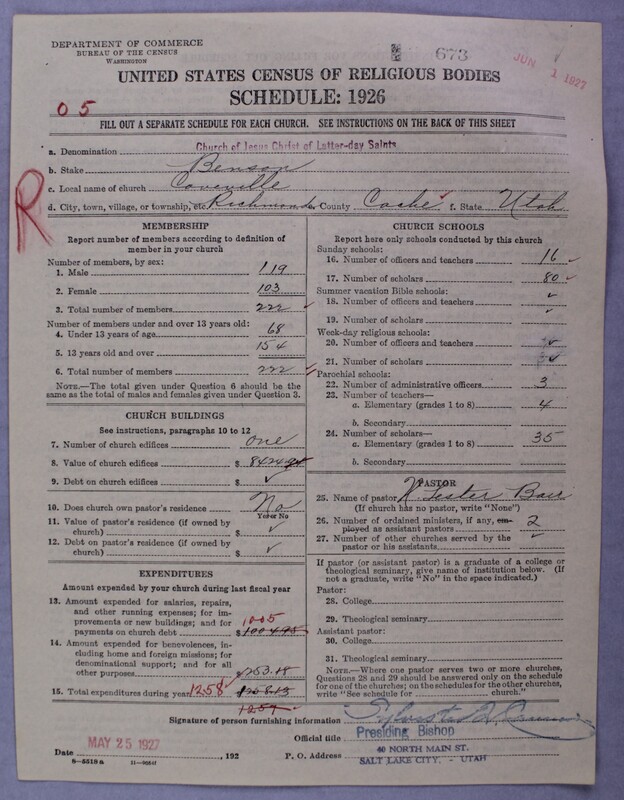 DEPARTMENT OF COMMERCE
BUREAU OF THE CENSUS
WASHINGTON
673
JUN 1 1927
UNITED STATES CENSUS OF RELIGIOUS BODIES
SCHEDULE: 1926
05
FILL OUT A SEPARATE SCHEDULE FOR EACH CHURCH. SEE INSTRUCTIONS ON THE BACK OF THIS SHEET
a. Denomination Church of Jesus Christ of Latter-day Saints
b. Stake Benson
c. Local name of church Coveville
d. City, town, village, or township, etc. Richmond e. County Cache f. State Utah
R
MEMBERSHIP
Report number of members according to definition of
member in your church
Number of members, by sex:
1. Male 119
2. Female 103
3. Total number of members 222
Number of members under and over 13 years old:
4. Under 13 years of age 68
5. 13 years old and over 154
6. Total number of members 222
NOTE.—The total given under Question 6 should be the
same as the total of males and females given under Question 3.
CHURCH BUILDINGS
See instructions, paragraphs 10 to 12
7. Number of church edifices one
8. Value of church edifices $
9. Debt on church edifices $
10. Does church own pastor's residence No
Yes or No
11. Value of pastor's residence (if owned by
church) $
12. Debt on pastor's residence (if owned by
church) $
EXPENDITURES
Amount expended by your church during last fiscal year
13. Amount expended for salaries, repairs,
and other running expenses; for im-
provements or new buildings; and for
payments on church debt $ 1005 1004.95
14. Amount expended for benevolences, in-
cluding home and foreign missions; for
denominational support; and for all
other purposes 253.18
15. Total expenditures during year 1258 1258.13
1257
CHURCH SCHOOLS
Report here only schools conducted by this church
Sunday schools:
16. Number of officers and teachers 16
17. Number of scholars 80
Summer vacation Bible schools:
18. Number of officers and teachers
19. Number of scholars
Week-day religious schools:
20. Number of officers and teachers
21. Number of scholars
Parochial schools:
22. Number of administrative officers 3
23. Number of teachers—
a. Elementary (grades 1 to 8) 4
b. Secondary
24. Number of scholars—
a. Elementary (grades 1 to 8) 35
b. Secondary
PASTOR
25. Name of pastor Lester
(If church has no pastor, write "None")
26. Number of ordained ministers, if any, em-
ployed as assistant pastors 2
27. Number of other churches served by the
pastor or his assistants
If pastor (or assistant pastor) is a graduate of a college or
theological seminary, give name of institution below. (If
not a graduate, write "No" in the space indicated.)
Pastor:
28. College
29. Theological seminary
Assistant pastor:
30. College
31. Theological seminary
NOTE.—Where one pastor serves two or more churches,
Questions 28 and 29 should be answered only on the schedule
for one of the churches; on the schedules for the other churches,
write "See schedule for church."
Signature of person furnishing information
Official title Presiding Bishop
Date MAY 25 1927, 192 P. O. Address 40 NORTH MAIN ST.
SALT LAKE CITY, - UTAH